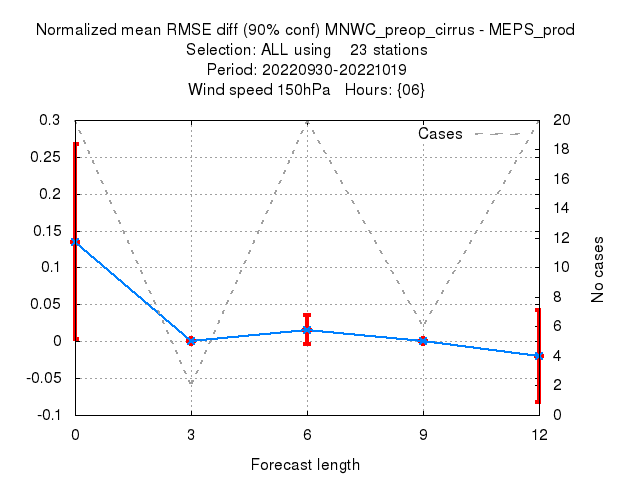 Normalized mean RMSE diff (90% conf) MNWC_preop_cirrus - MEPS_prod
Selection: ALL using 23 stations
Period: 20220930-20221019
Wind speed 150hPa Hours: {06}
Cases
0.3
0.25
0.2
0.15
0.1
0.05
0
-0.05
-0.1
20
18
16
14
12
10
8
6
4
2
0
No cases
0 3 6 9 12
Forecast length